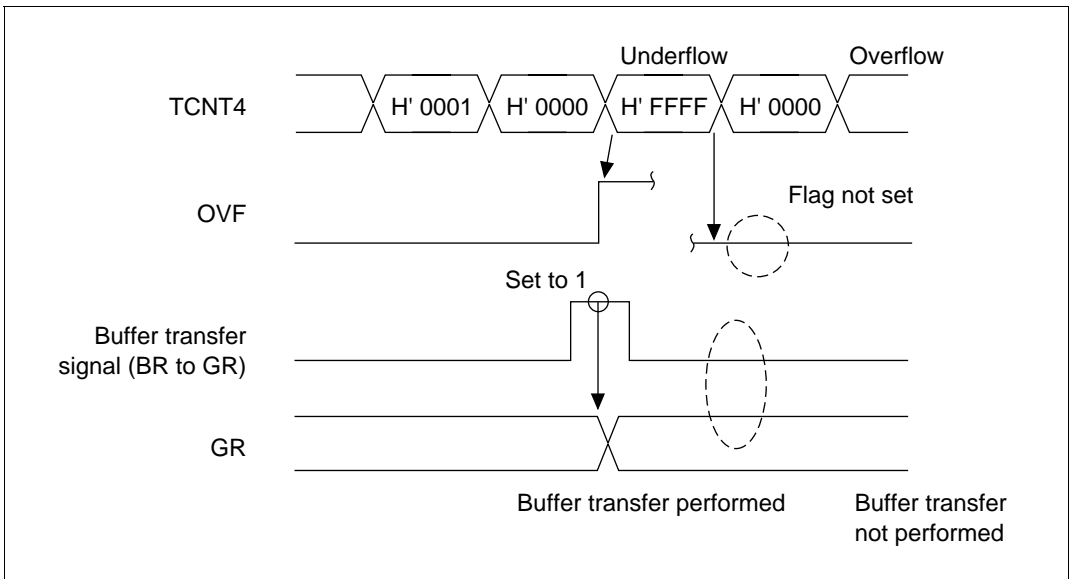 Underflow Overflow
TCNT4 H' 0001 H' 0000 H' FFFF H' 0000
OVF
Flag not set
Set to 1
Buffer transfer
signal (BR to GR)
GR
Buffer transfer performed
Buffer transfer
not performed